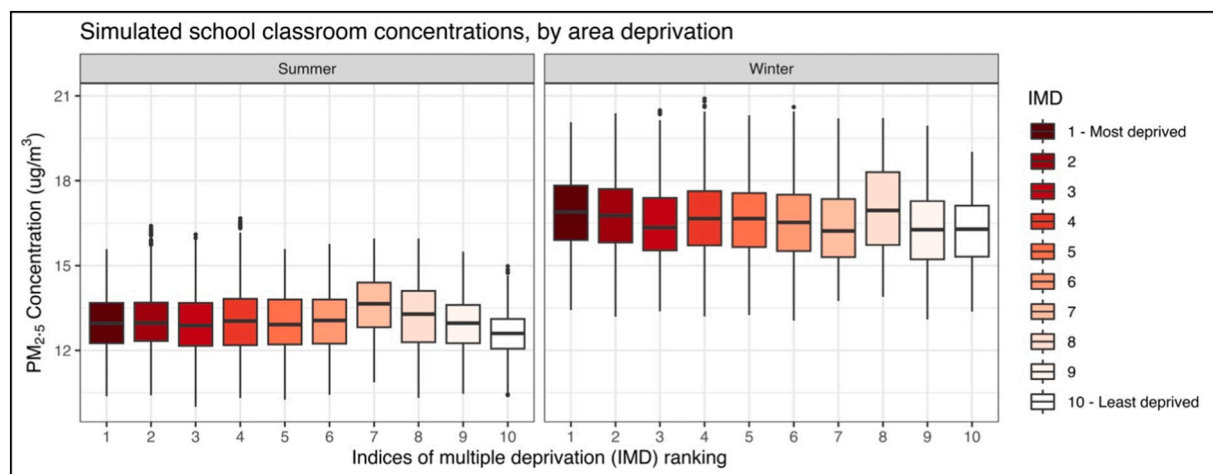 Simulated school classroom concentrations, by area deprivation
Summer
Winter
PM2.5 Concentration (ug/m³)
21
18
15
12
1 2 3 4 5 6 7 8 9 10
1 2 3 4 5 6 7 8 9 10
Indices of multiple deprivation (IMD) ranking
IMD
1 - Most deprived
2
3
4
5
6
7
8
9
10 - Least deprived